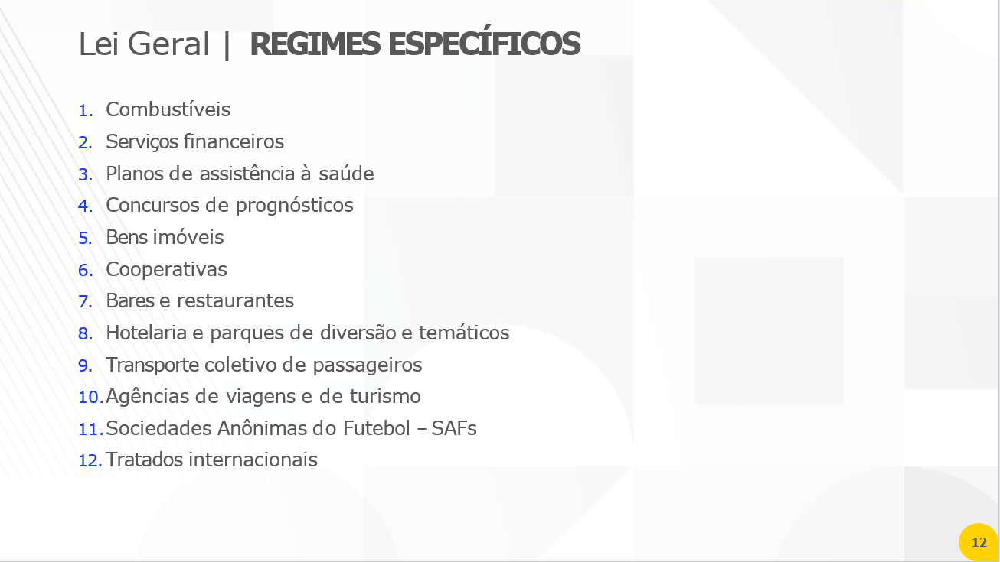 Lei Geral | REGIMES ESPECÍFICOS
1. Combustíveis
2. Serviços financeiros
3. Planos de assistência à saúde
4. Concursos de prognósticos
5. Bens imóveis
6. Cooperativas
7. Bares e restaurantes
8. Hotelaria e parques de diversão e temáticos
9. Transporte coletivo de passageiros
10. Agências de viagens e de turismo
11. Sociedades Anônimas do Futebol – SAFs
12. Tratados internacionais
12